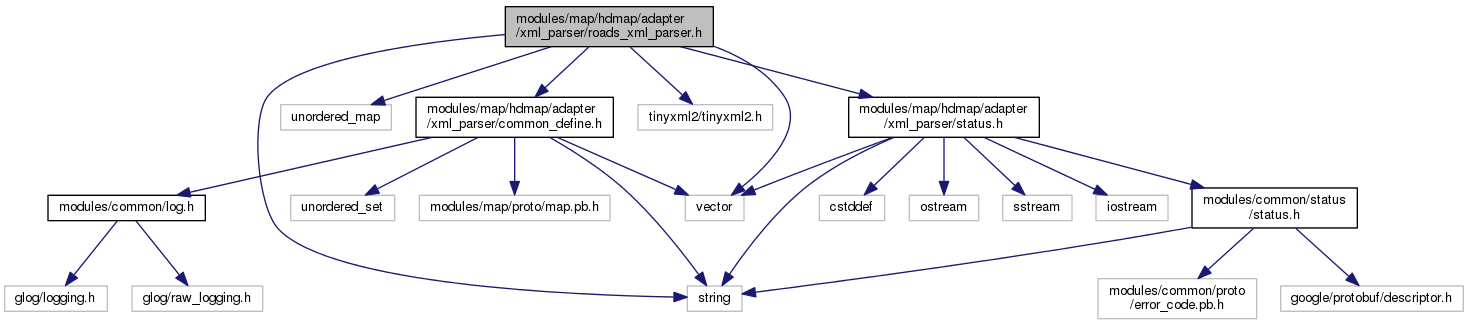 modules/map/hdmap/adapter
/xml_parser/roads_xml_parser.h
unordered_map
modules/map/hdmap/adapter
/xml_parser/common_define.h
tinyxml2/tinyxml2.h
modules/map/hdmap/adapter
/xml_parser/status.h
modules/common/log.h
unordered_set
modules/map/proto/map.pb.h
vector
cstddef
ostream
sstream
iostream
modules/common/status
/status.h
glog/logging.h
glog/raw_logging.h
string
modules/common/proto
/error_code.pb.h
google/protobuf/descriptor.h